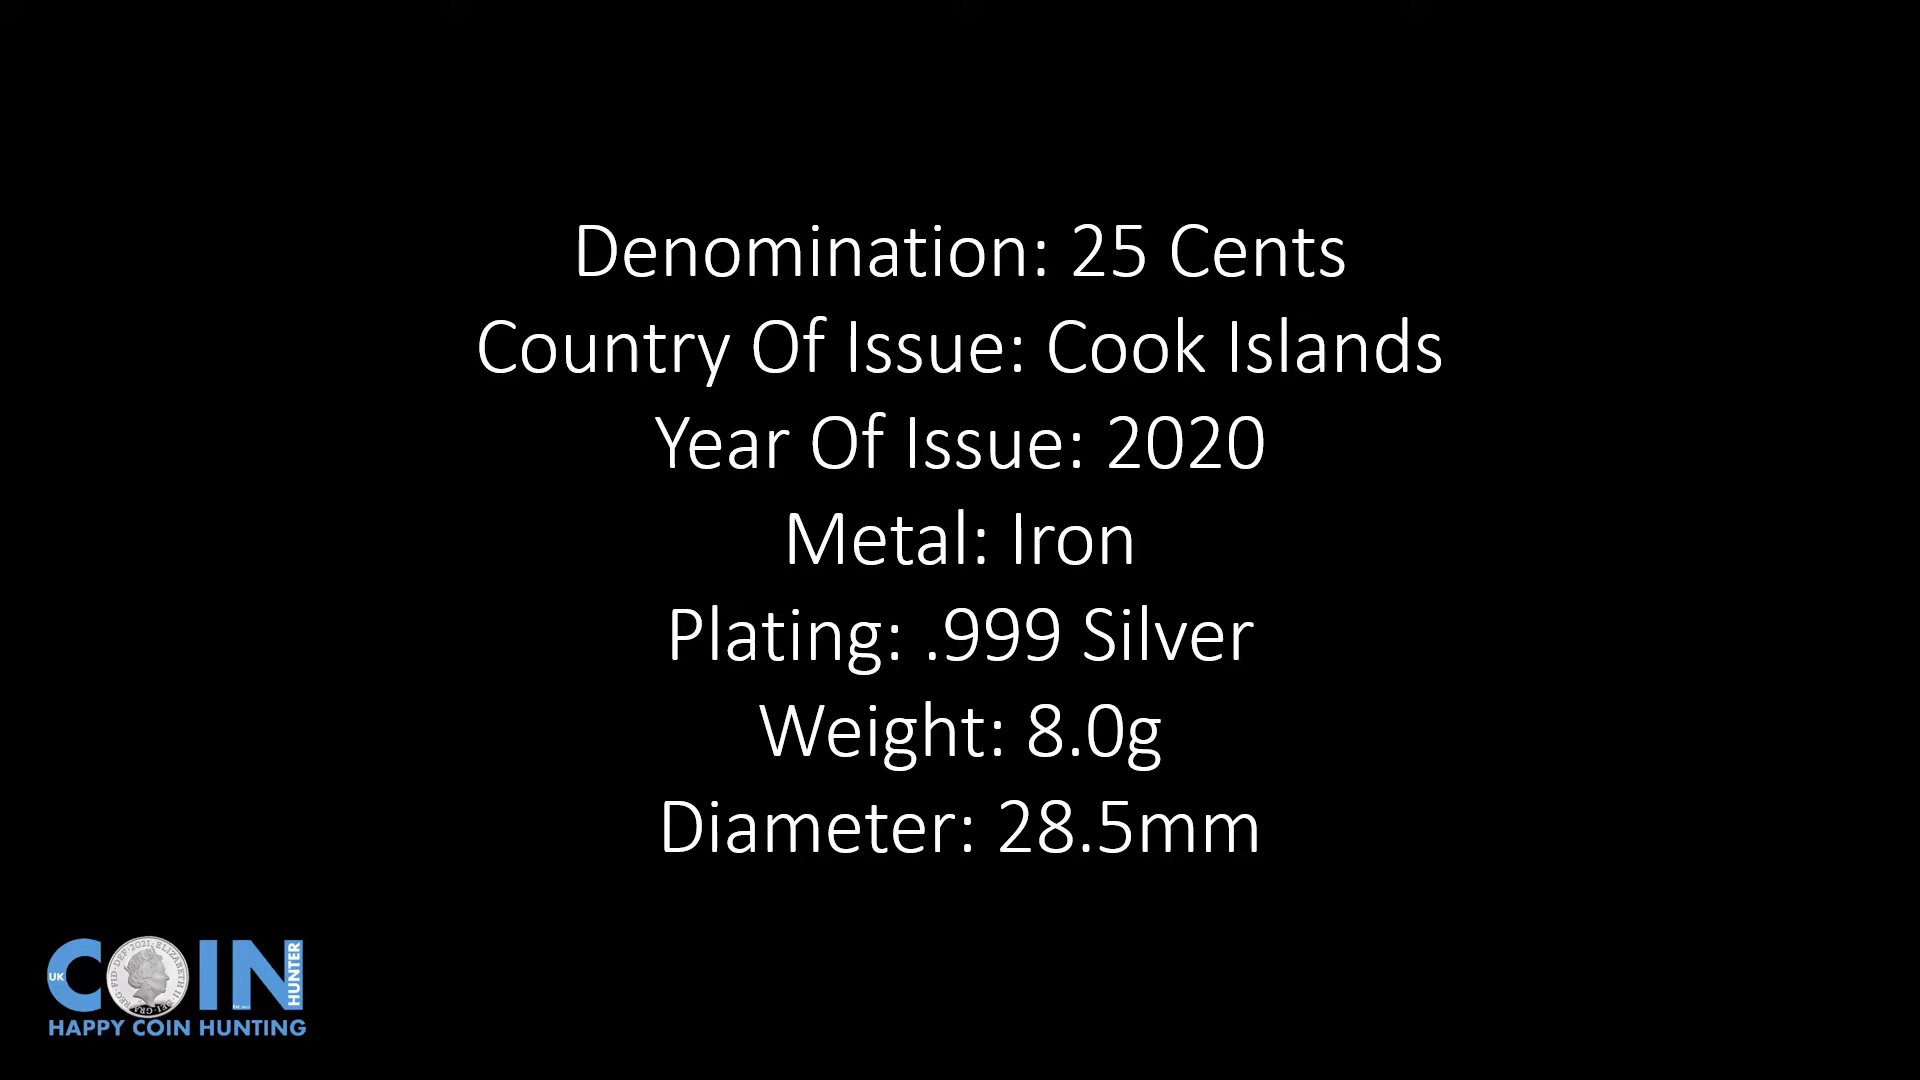 Denomination: 25 Cents
Country Of Issue: Cook Islands
Year Of Issue: 2020
Metal: Iron
Plating: .999 Silver
Weight: 8.0g
Diameter: 28.5mm
UK COIN HUNTER
HAPPY COIN HUNTING